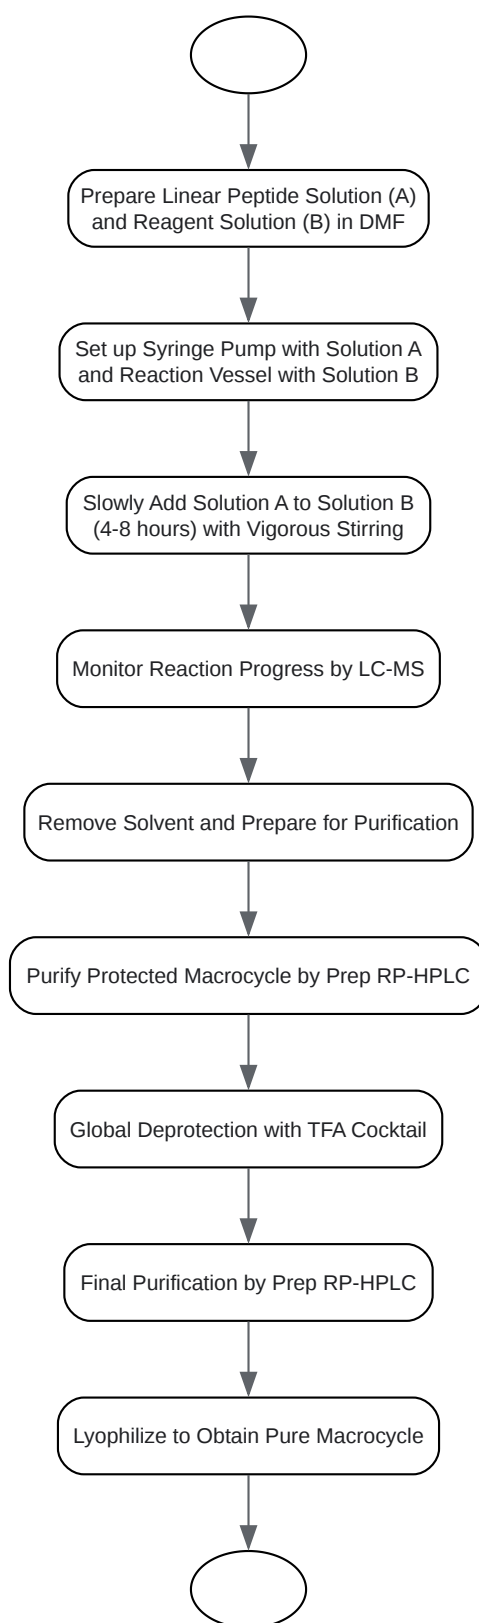 Prepare Linear Peptide Solution (A)
and Reagent Solution (B) in DMF
Set up Syringe Pump with Solution A
and Reaction Vessel with Solution B
Slowly Add Solution A to Solution B
(4-8 hours) with Vigorous Stirring
Monitor Reaction Progress by LC-MS
Remove Solvent and Prepare for Purification
Purify Protected Macrocycle by Prep RP-HPLC
Global Deprotection with TFA Cocktail
Final Purification by Prep RP-HPLC
Lyophilize to Obtain Pure Macrocycle